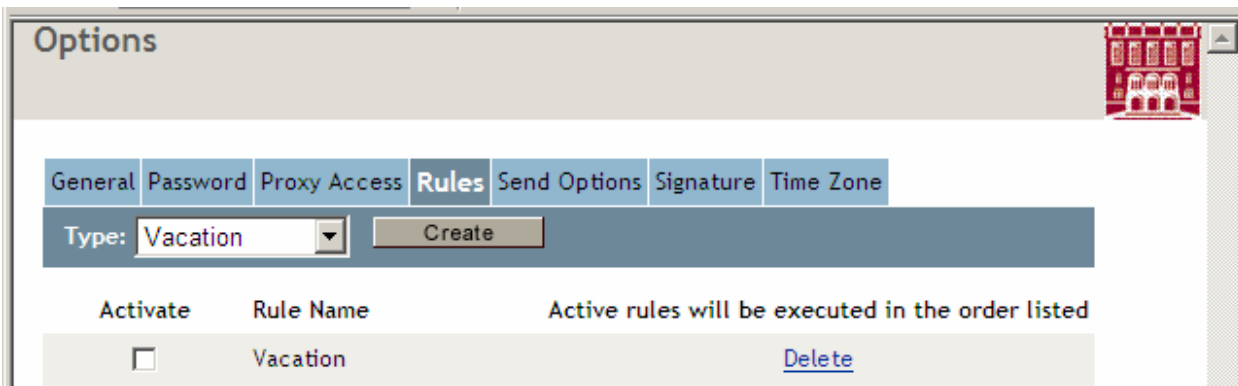 Options
General Password Proxy Access Rules Send Options Signature Time Zone
Type: Vacation Create
Activate Rule Name Active rules will be executed in the order listed
Vacation Delete